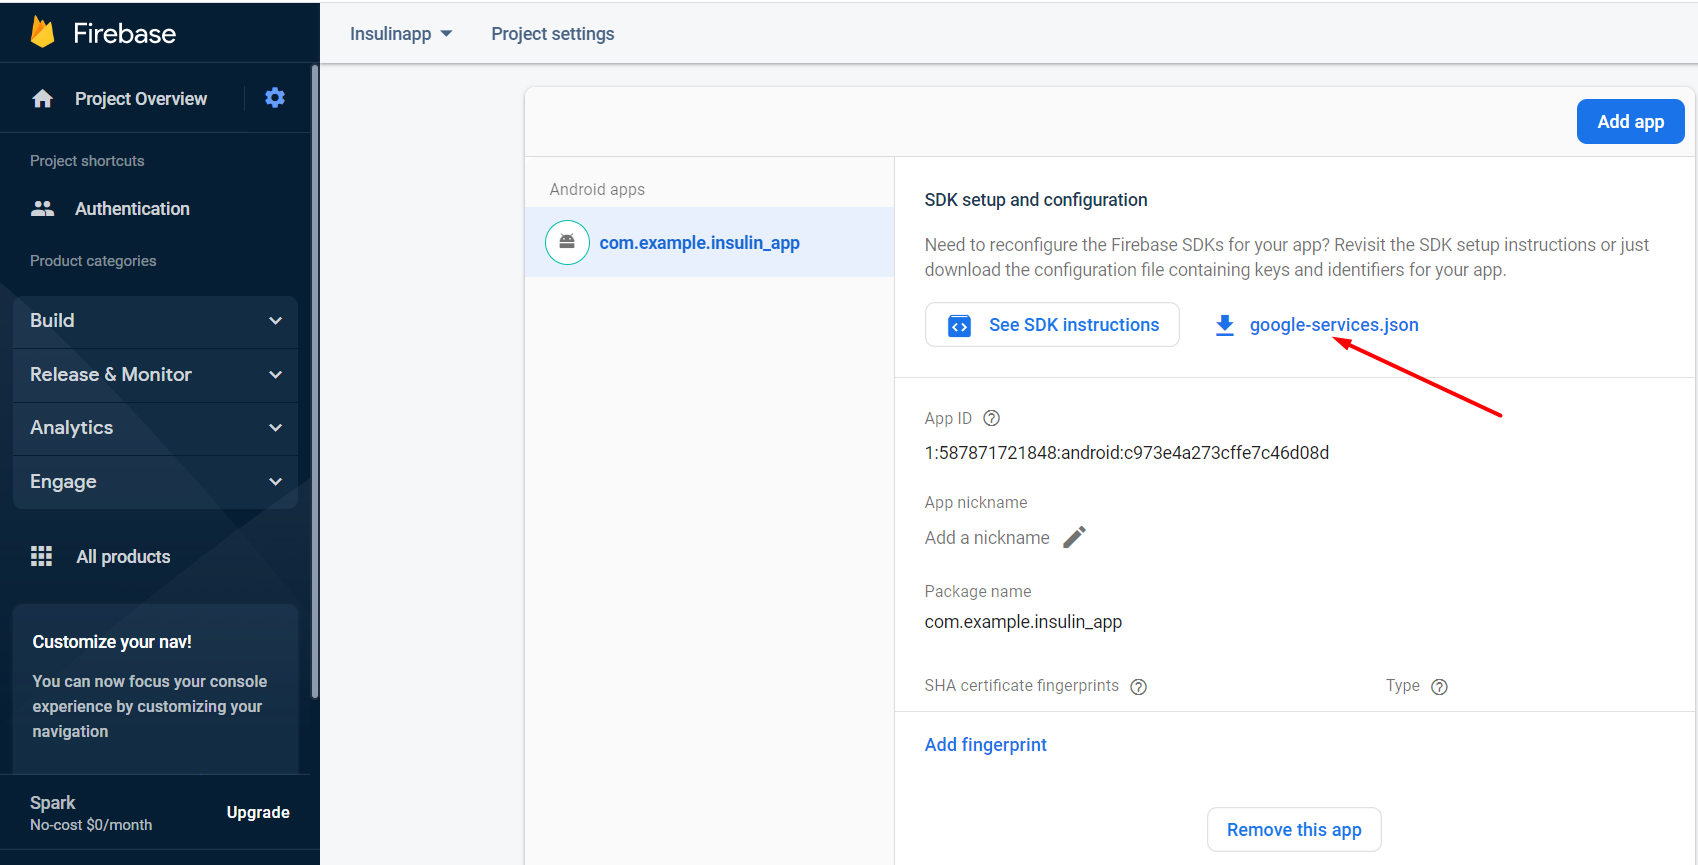 Firebase
Project Overview
Project shortcuts
Authentication
Product categories
Build
Release & Monitor
Analytics
Engage
All products
Customize your nav!
You can now focus your console
experience by customizing your
navigation
Spark
No-cost $0/month
Upgrade
Insulinapp
Project settings
Add app
Android apps
com.example.insulin_app
SDK setup and configuration
Need to reconfigure the Firebase SDKs for your app? Revisit the SDK setup instructions or just
download the configuration file containing keys and identifiers for your app.
See SDK instructions
google-services.json
App ID
1:587871721848:android:c973e4a273cffe7c46d08d
App nickname
Add a nickname
Package name
com.example.insulin_app
SHA certificate fingerprints
Type
Add fingerprint
Remove this app